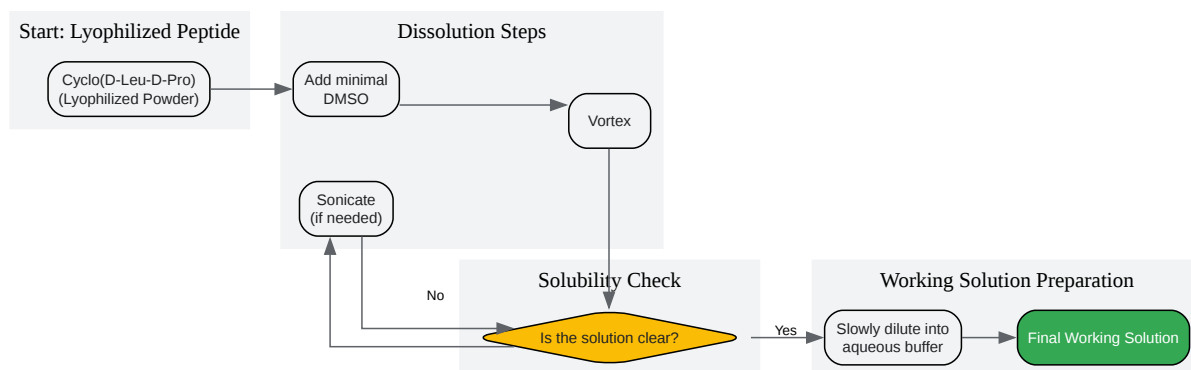 Start: Lyophilized Peptide
Cyclo(D-Leu-D-Pro)
(Lyophilized Powder)
Dissolution Steps
Add minimal
DMSO
Vortex
Sonicate
(if needed)
No
Solubility Check
Is the solution clear?
Yes
Working Solution Preparation
Slowly dilute into
aqueous buffer
Final Working Solution